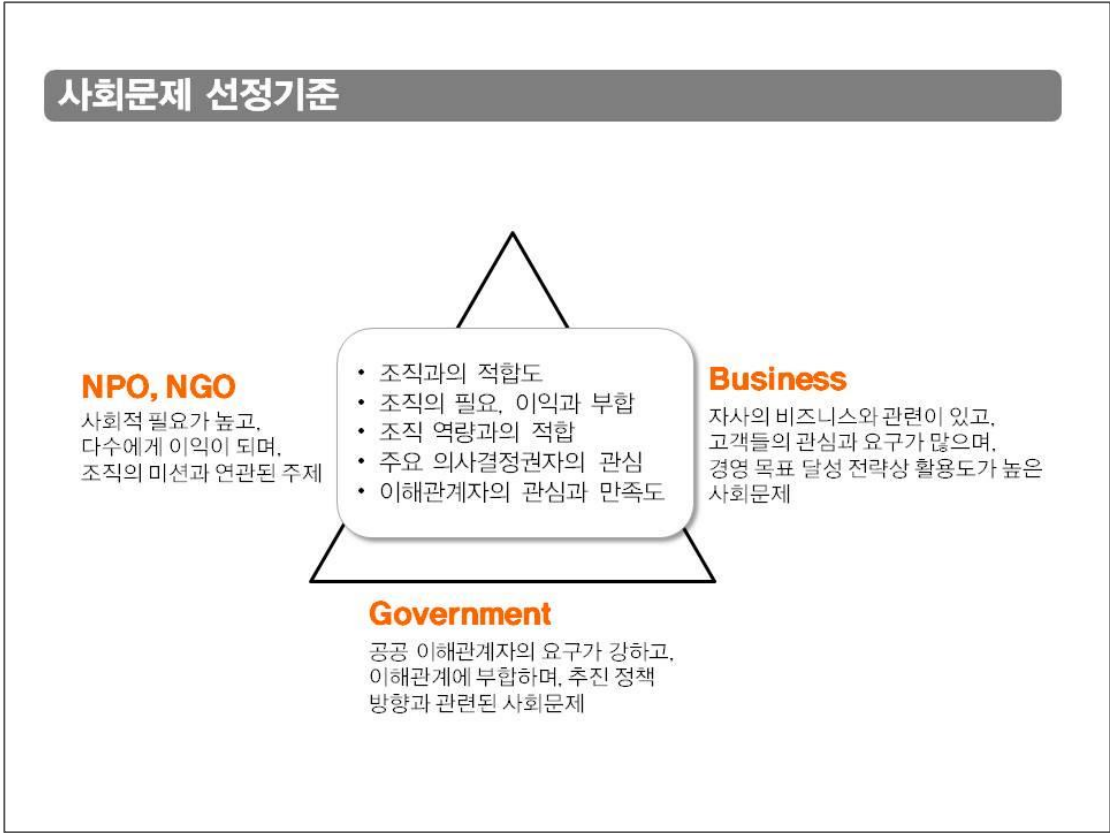 사회문제 선정기준
NPO, NGO
사회적 필요가 높고,
다수에게 이익이 되며,
조직의 미션과 연관된 주제
• 조직과의 적합도
• 조직의 필요, 이익과 부합
• 조직 역량과의 적합
• 주요 의사결정권자의 관심
• 이해관계자의 관심과 만족도
Business
자사의 비즈니스와 관련이 있고,
고객들의 관심과 요구가 많으며,
경영 목표 달성 전략상 활용도가 높은
사회문제
Government
공공 이해관계자의 요구가 강하고,
이해관계에 부합하며, 추진 정책
방향과 관련된 사회문제